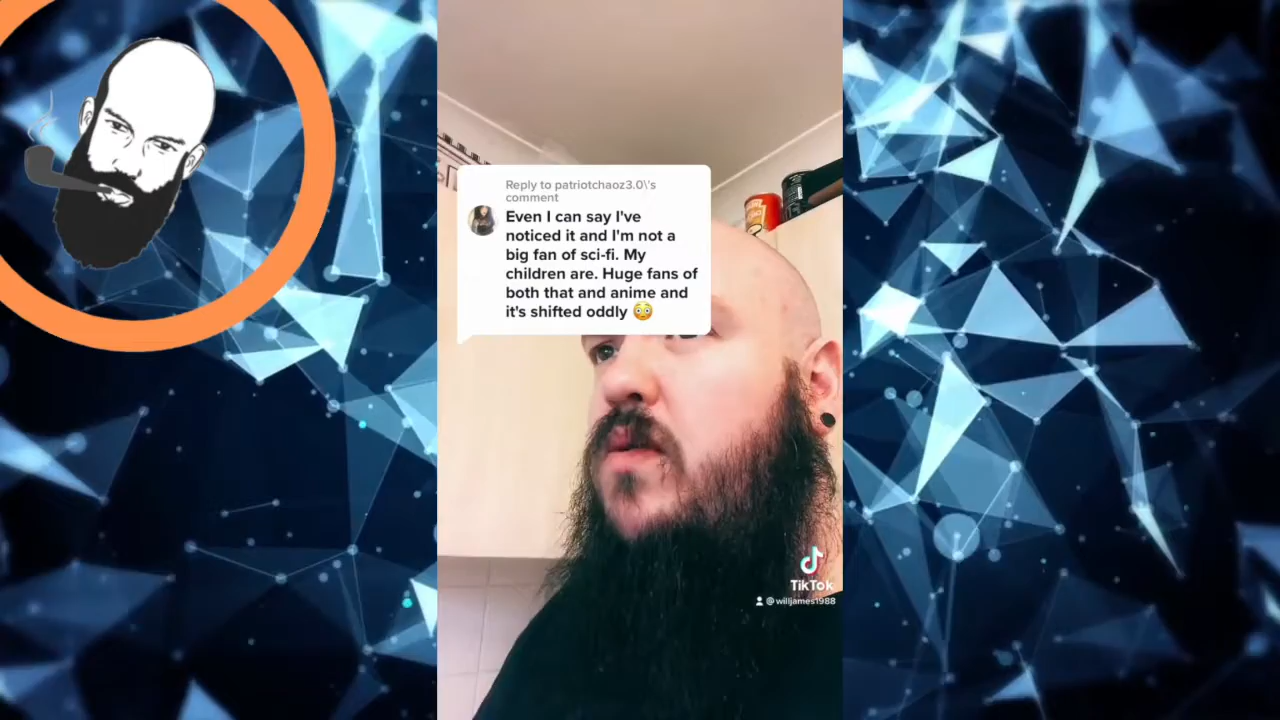 Reply to patriotchaoz3.0\'s
comment
Even I can say I've
noticed it and I'm not a
big fan of sci-fi. My
children are. Huge fans of
both that and anime and
it's shifted oddly 😳
TikTok
@willjames1988